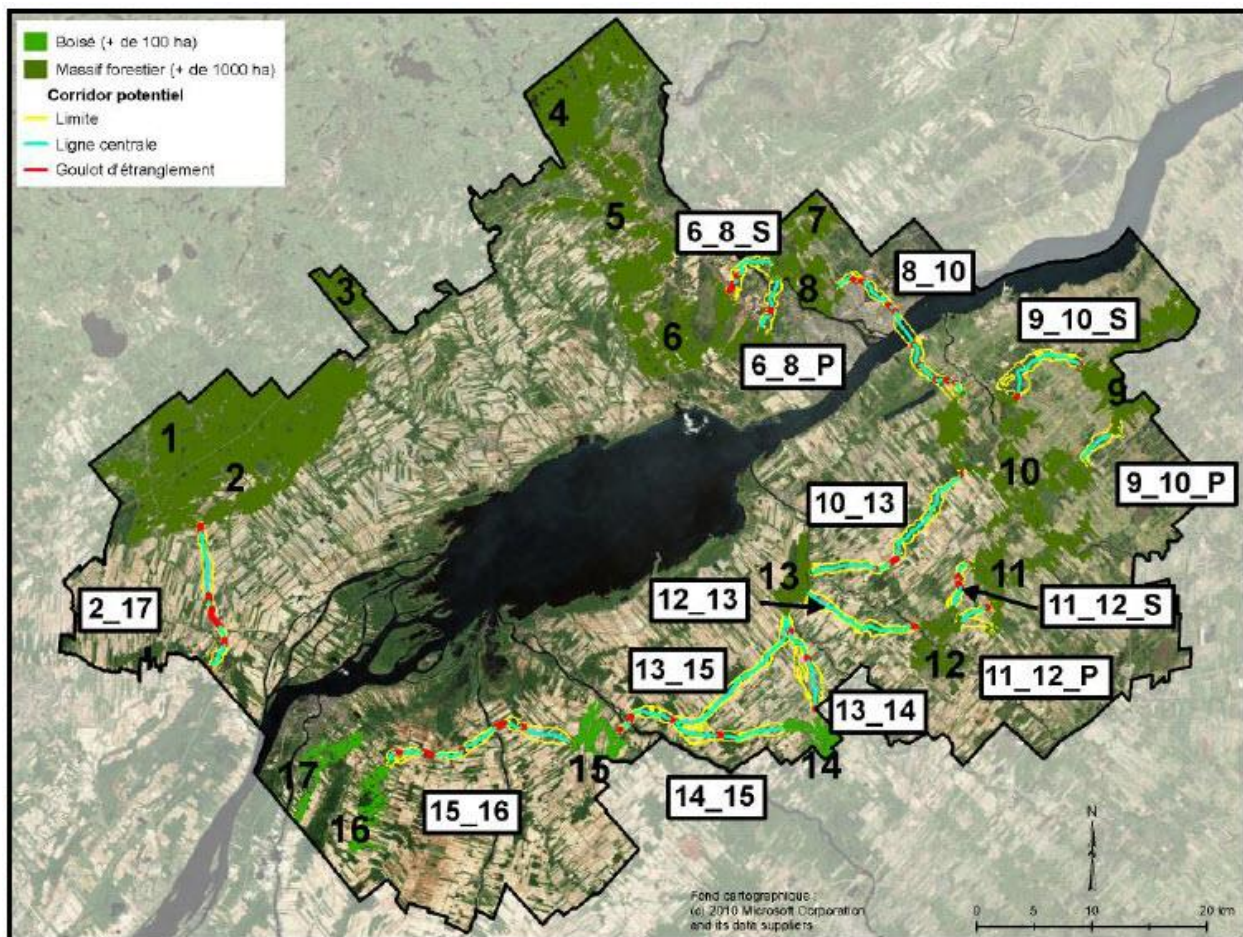 Boisé (+ de 100 ha)
Massif forestier (+ de 1000 ha)
Corridor potentiel
Limite
Ligne centrale
Goulot d'étranglement
4
5
6_8_S
7
8_10
3
8
9_10_S
6
6_8_P
9
1
2
10
9_10_P
10_13
13
11
12_13
11_12_S
2_17
12
11_12_P
13_15
13_14
17
15
14
14_15
16
15_16
N
Fond cartographique :
(c) 2010 Microsoft Corporation
and its data suppliers
0 5 10 20 km